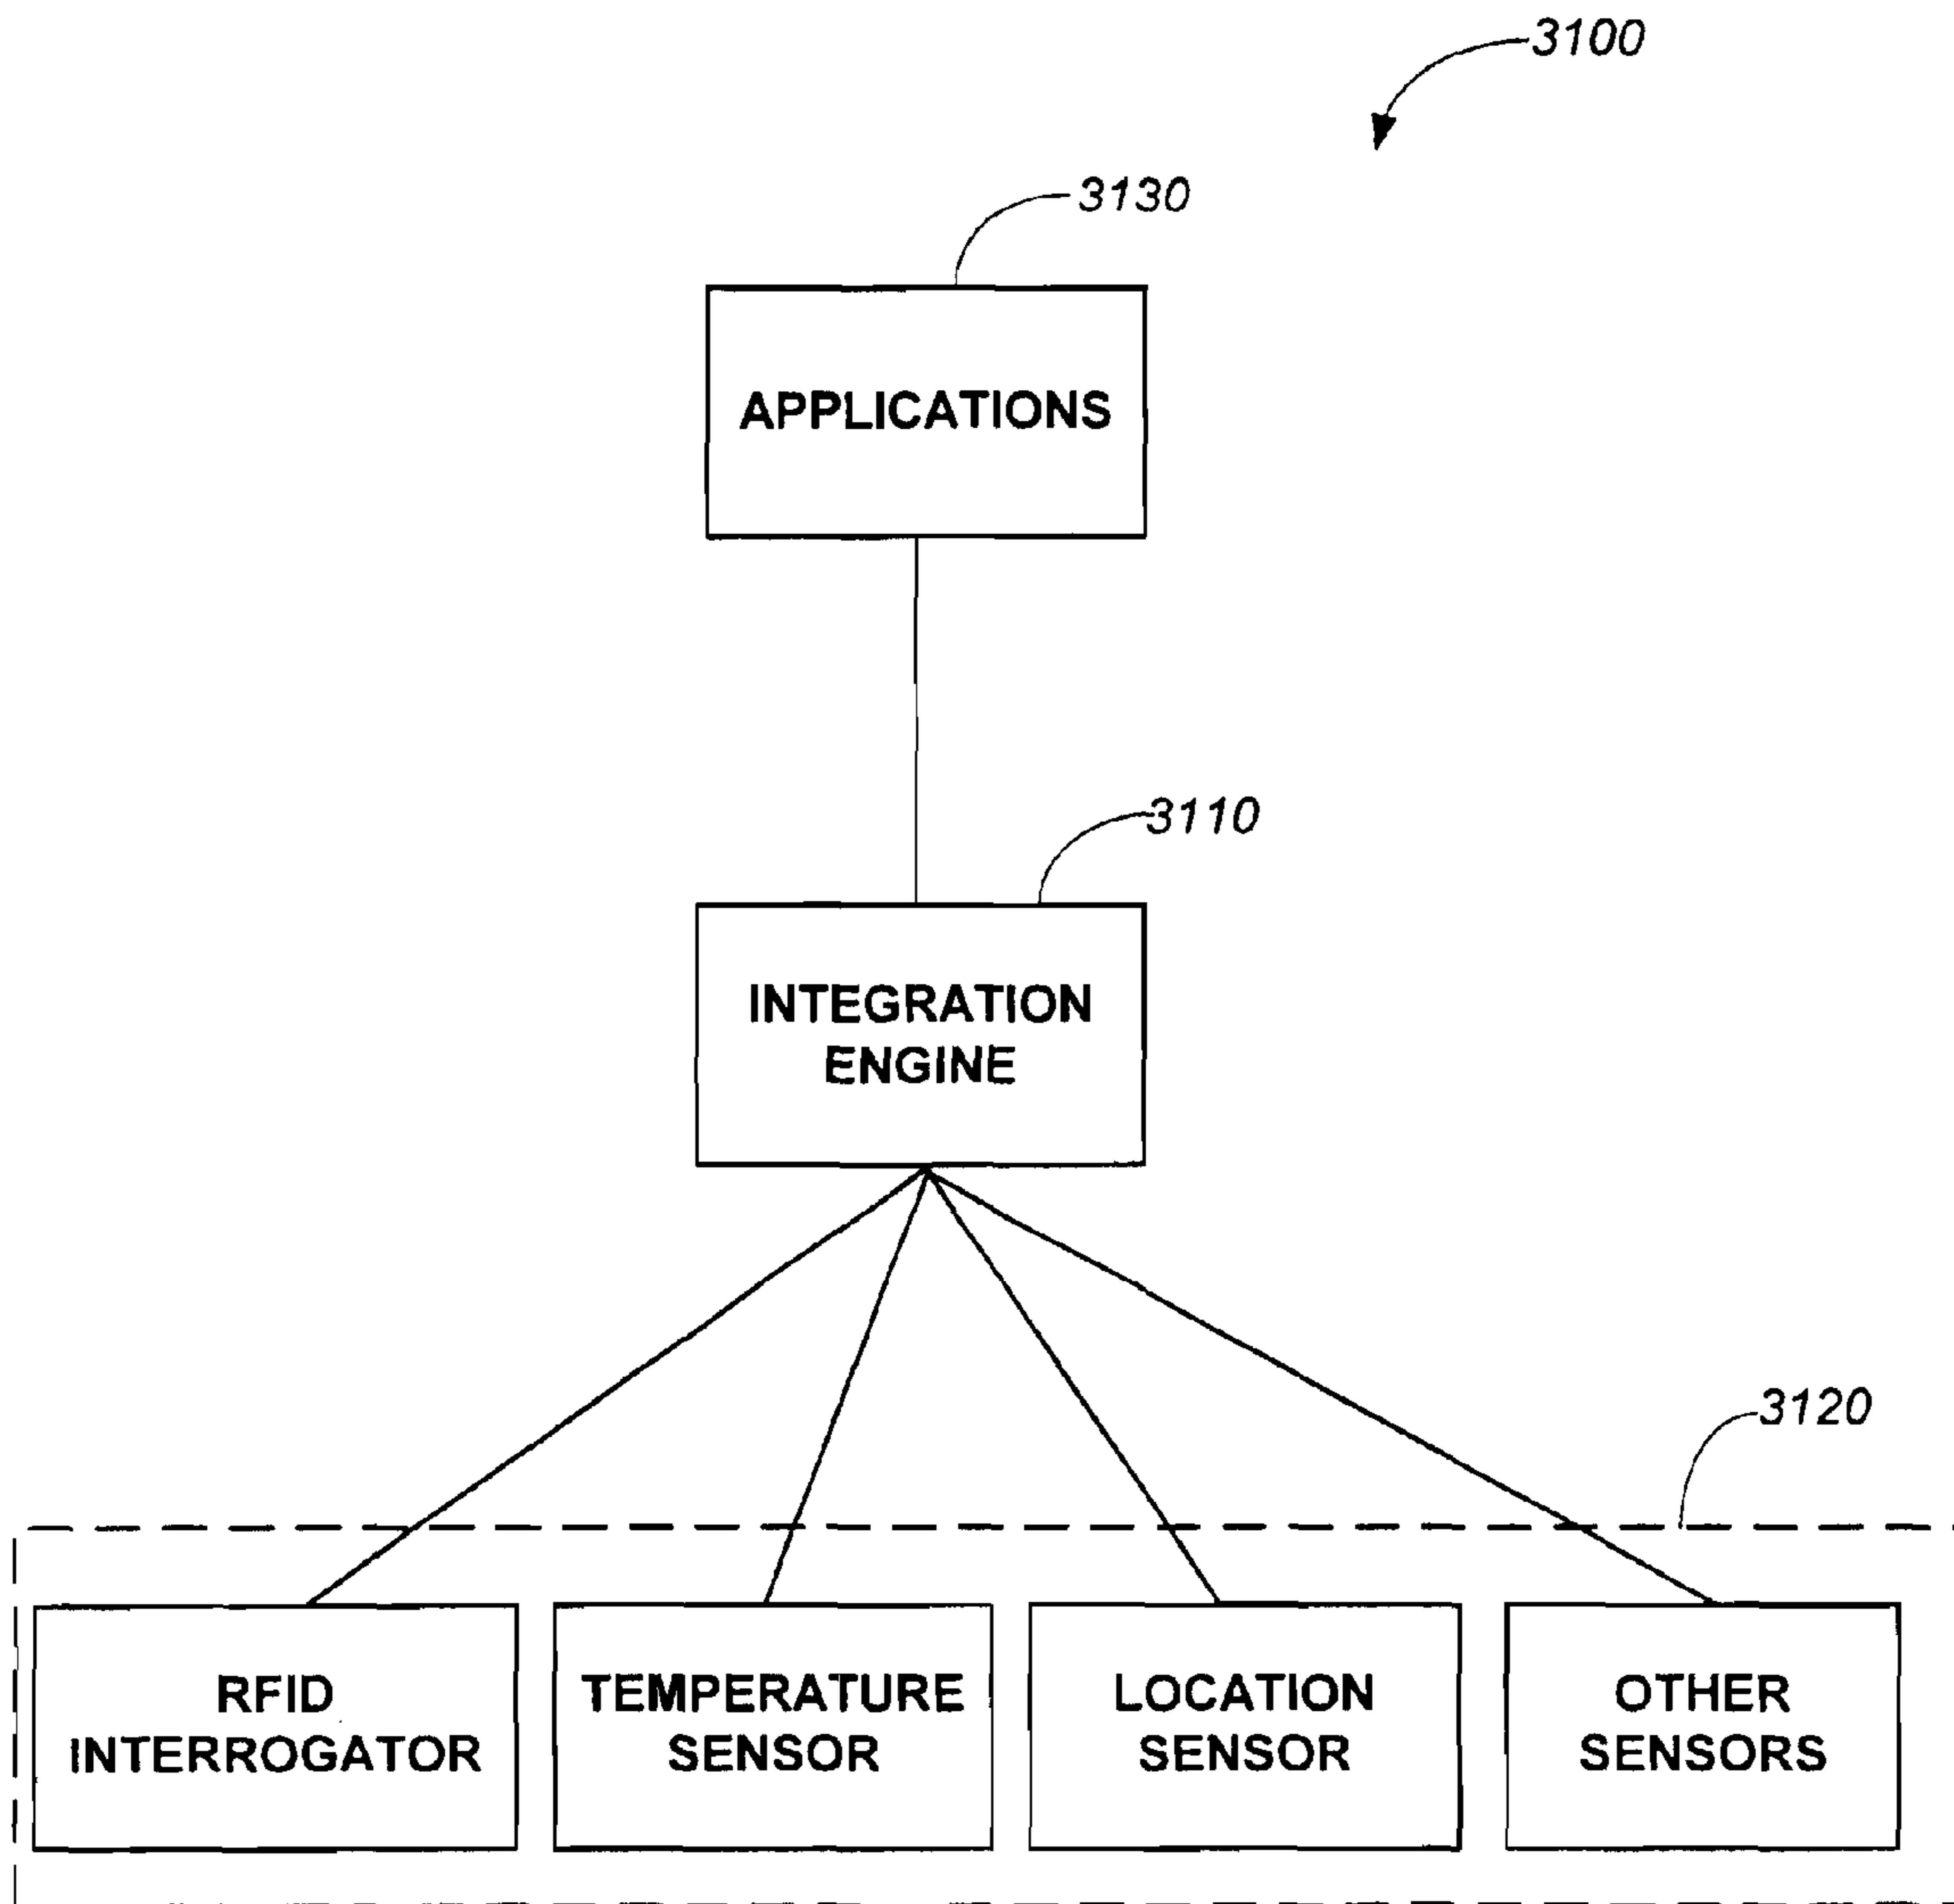 3100
3130
APPLICATIONS
3110
INTEGRATION
ENGINE
3120
RFID
INTERROGATOR
TEMPERATURE
SENSOR
LOCATION
SENSOR
OTHER
SENSORS